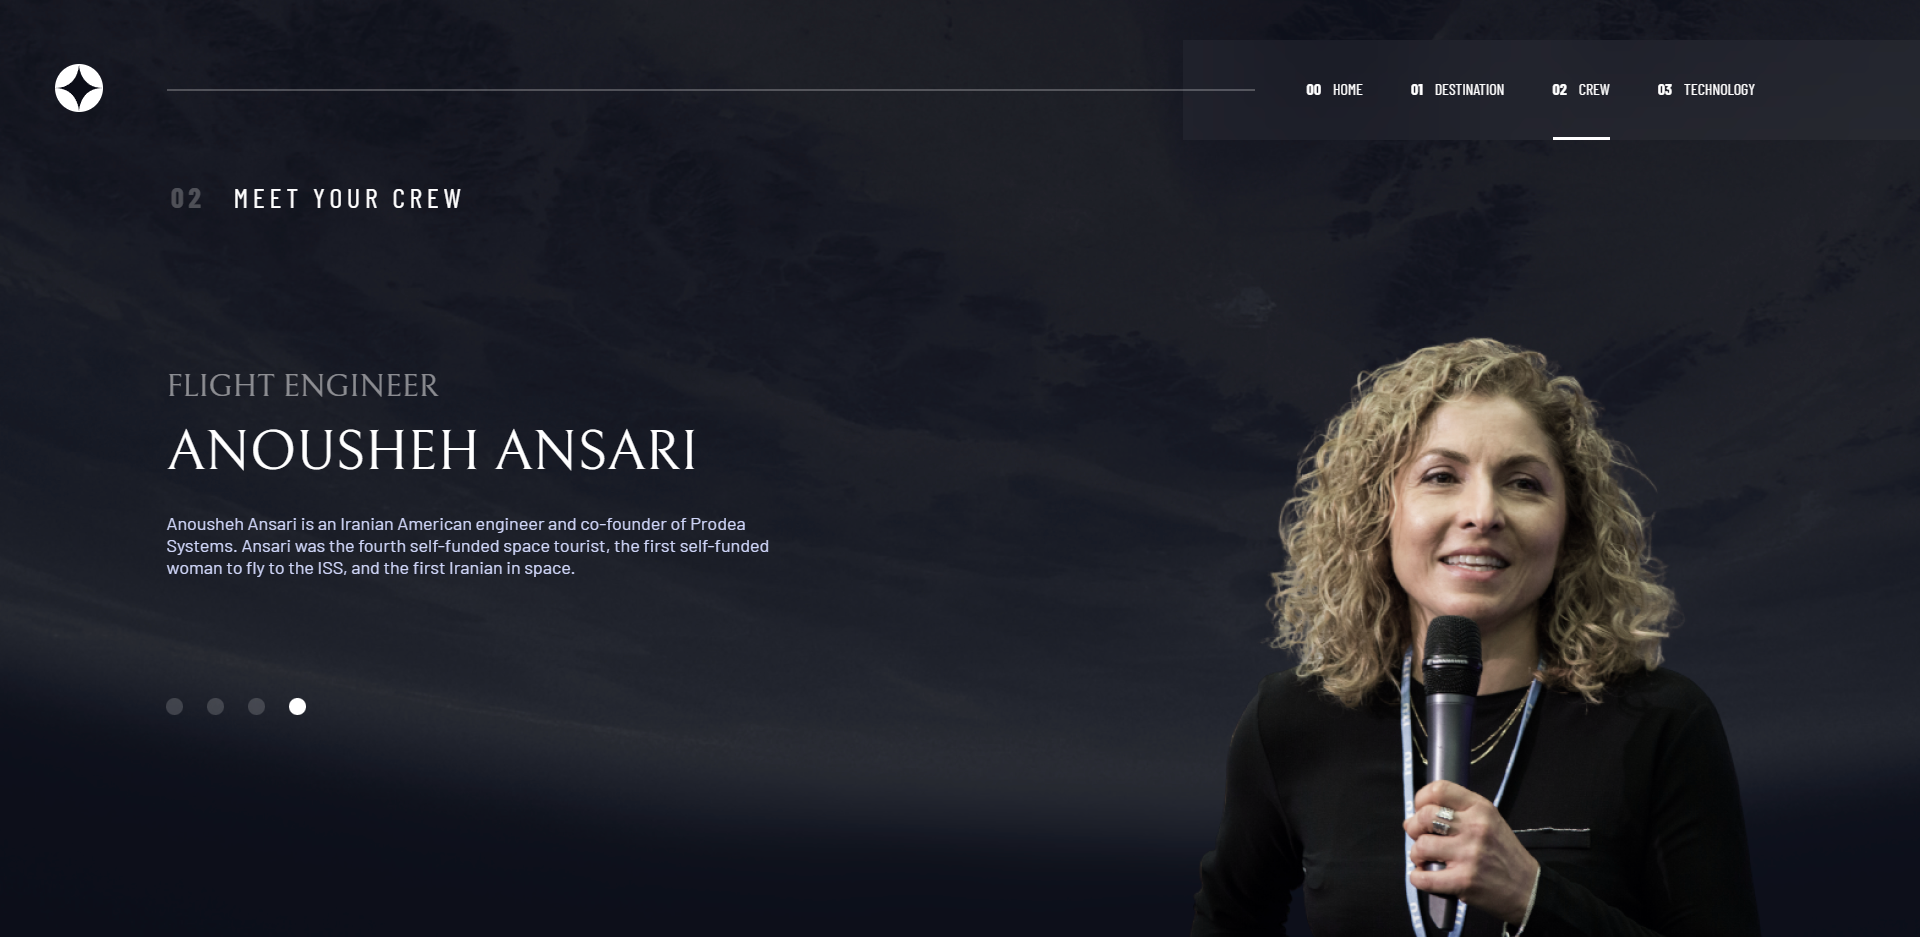 00 HOME 01 DESTINATION 02 CREW 03 TECHNOLOGY
02 MEET YOUR CREW
FLIGHT ENGINEER
ANOUSHEH ANSARI
Anousheh Ansari is an Iranian American engineer and co-founder of Prodea
Systems. Ansari was the fourth self-funded space tourist, the first self-funded
woman to fly to the ISS, and the first Iranian in space.